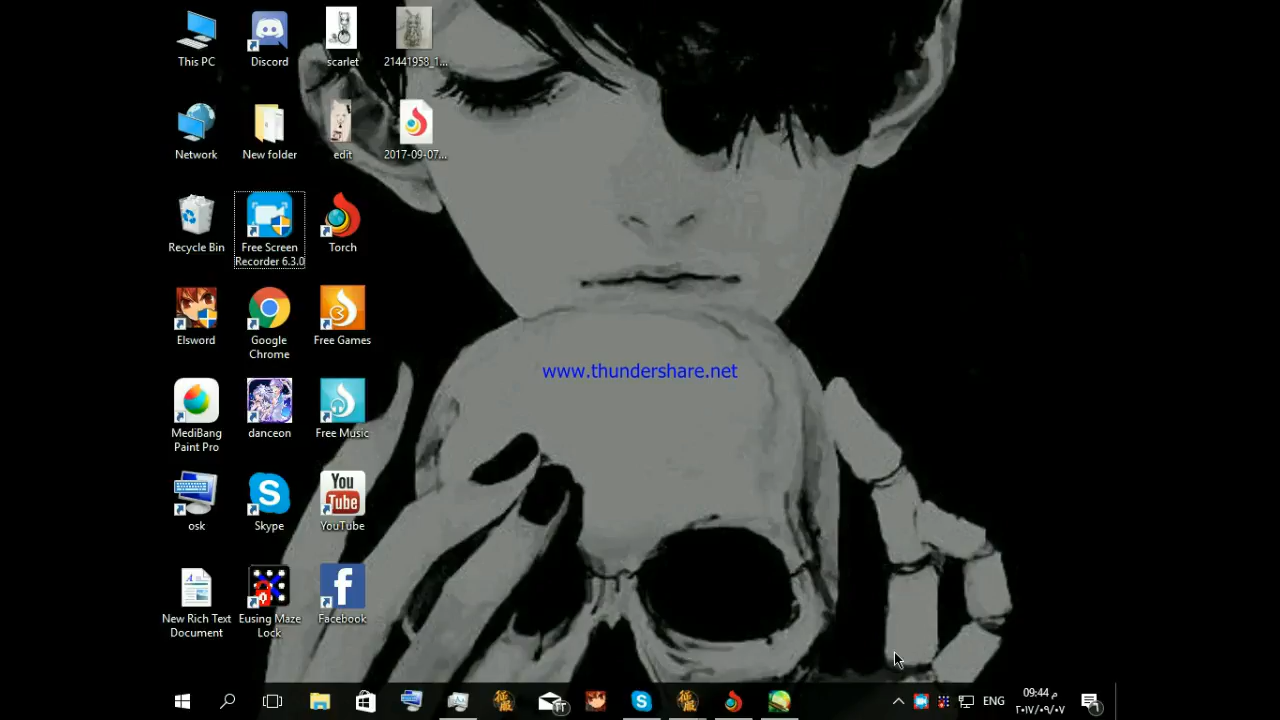 This PC
Discord
scarlet
21441958_1...
Network
New folder
edit
2017-09-07...
Recycle Bin
Free Screen
Recorder 6.3.0
Torch
Elsword
Google
Chrome
Free Games
www.thundershare.net
MediBang
Paint Pro
danceon
Free Music
osk
Skype
You
Tube
YouTube
New Rich Text
Document
Eusing Maze
Lock
Facebook
ENG
09:44 م
٢٠١٧/٠٩/٠٧